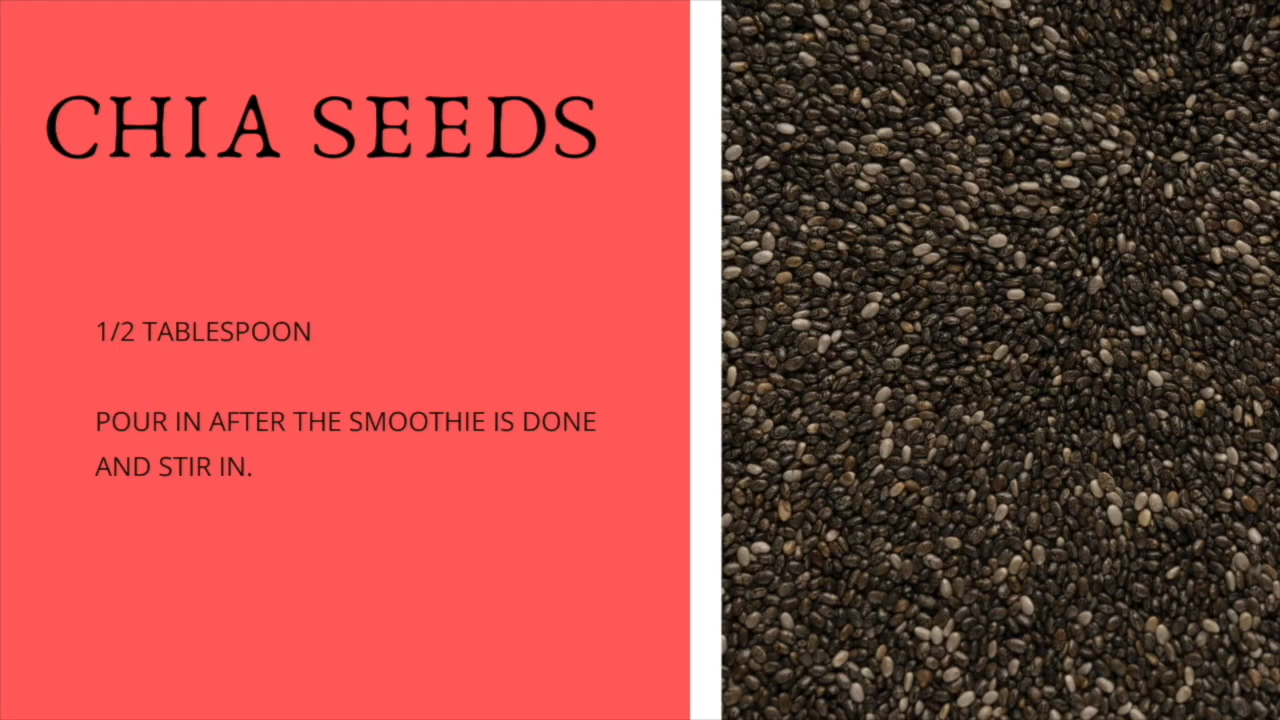 CHIA SEEDS
1/2 TABLESPOON
POUR IN AFTER THE SMOOTHIE IS DONE
AND STIR IN.